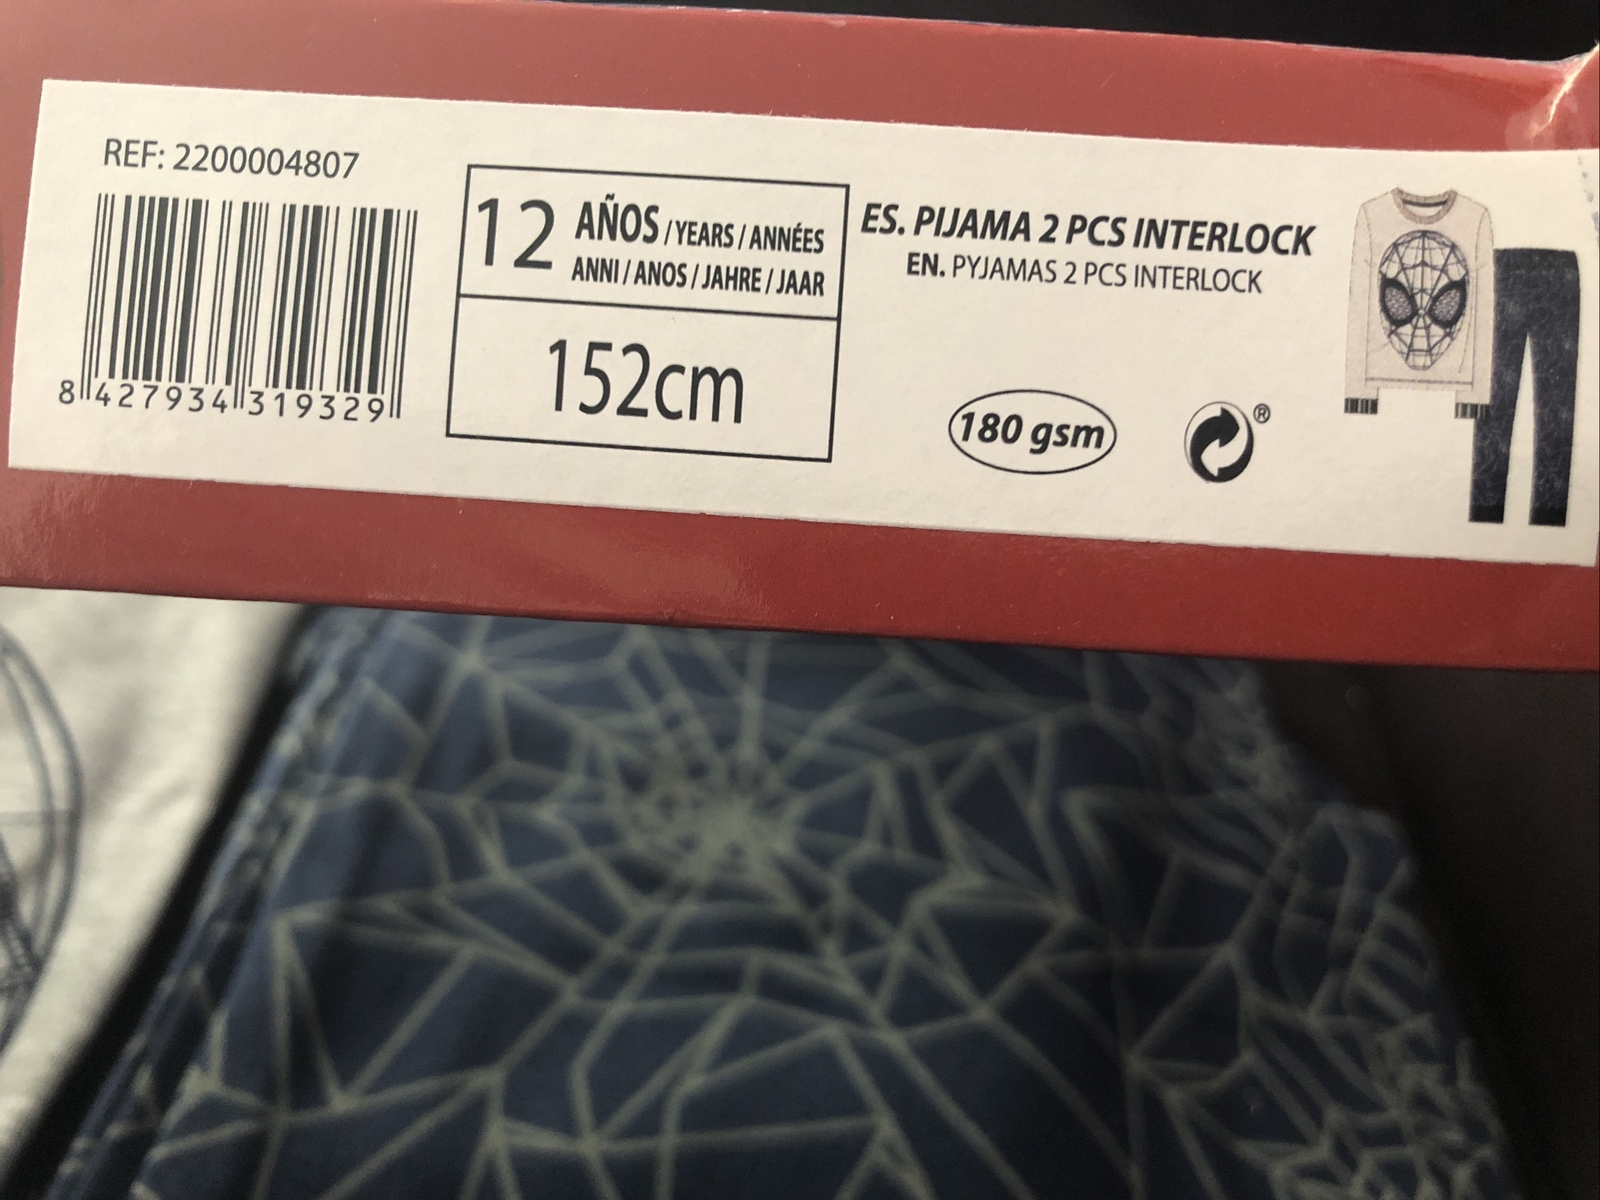 REF: 2200004807
8 427934 319329
12 AÑOS / YEARS / ANNÉES
ANNI / ANOS / JAHRE / JAAR
152cm
ES. PIJAMA 2 PCS INTERLOCK
EN. PYJAMAS 2 PCS INTERLOCK
180 gsm
®